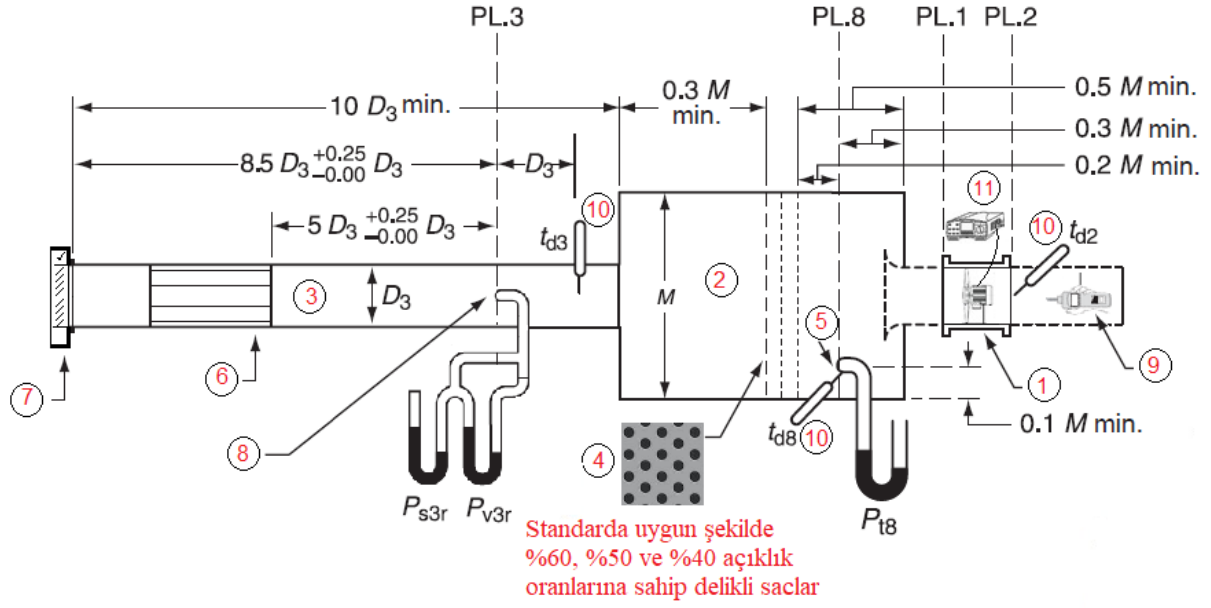 PL.3
PL.8
PL.1
PL.2
10 D₃ min.
0.3 M
min.
0.5 M min.
0.3 M min.
0.2 M min.
8.5 D₃ +0.25 -0.00 D₃
D₃
5 D₃ +0.25 -0.00 D₃
10
td3
11
10
td2
3
D₃
2
M
5
7
6
8
9
1
0.1 M min.
td8
10
4
Ps3r
Pv3r
Pt8
Standarda uygun şekilde
%60, %50 ve %40 açıklık
oranlarına sahip delikli saclar